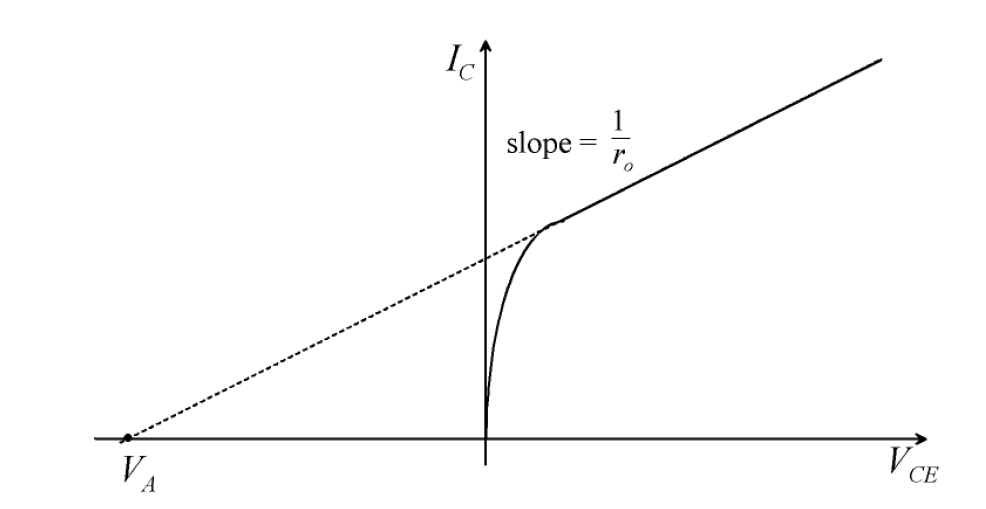 I_C
slope = 1/r_o
V_A
V_CE